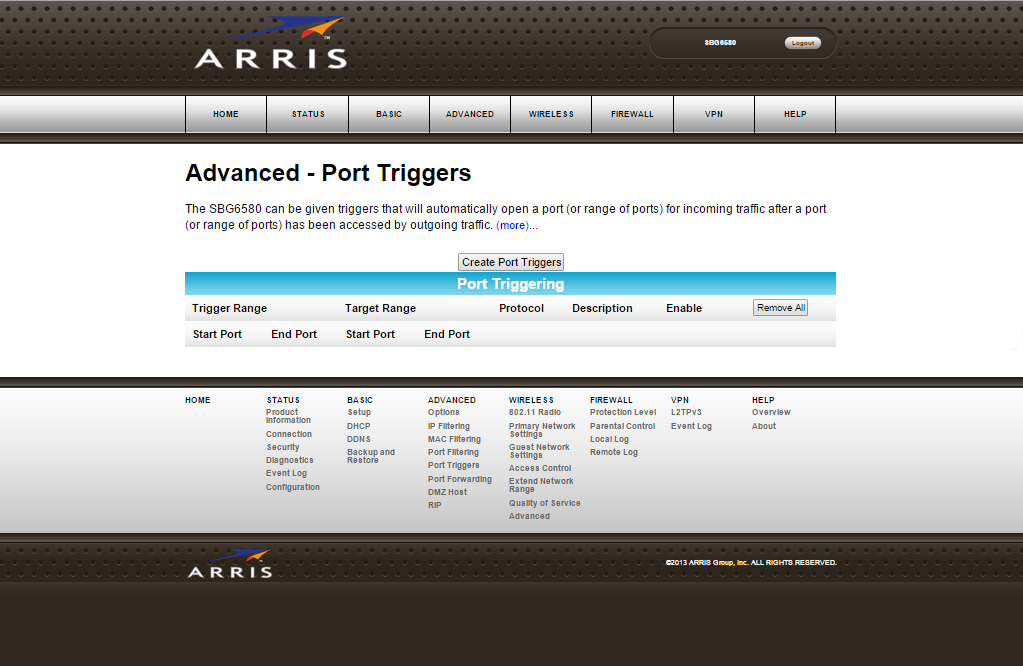 ARRIS
™
SBG6580
Logout
HOME STATUS BASIC ADVANCED WIRELESS FIREWALL VPN HELP
Advanced - Port Triggers
The SBG6580 can be given triggers that will automatically open a port (or range of ports) for incoming traffic after a port
(or range of ports) has been accessed by outgoing traffic. (more)...
Create Port Triggers
Port Triggering
Trigger Range Target Range Protocol Description Enable Remove All
Start Port End Port Start Port End Port
HOME
STATUS
Product
Information
Connection
Security
Diagnostics
Event Log
Configuration
BASIC
Setup
DHCP
DDNS
Backup and
Restore
ADVANCED
Options
IP Filtering
MAC Filtering
Port Filtering
Port Triggers
Port Forwarding
DMZ Host
RIP
WIRELESS
802.11 Radio
Primary Network
Settings
Guest Network
Settings
Access Control
Extend Network
Range
Quality of Service
Advanced
FIREWALL
Protection Level
Parental Control
Local Log
Remote Log
VPN
L2TPv3
Event Log
HELP
Overview
About
ARRIS
©2013 ARRIS Group, Inc. ALL RIGHTS RESERVED.